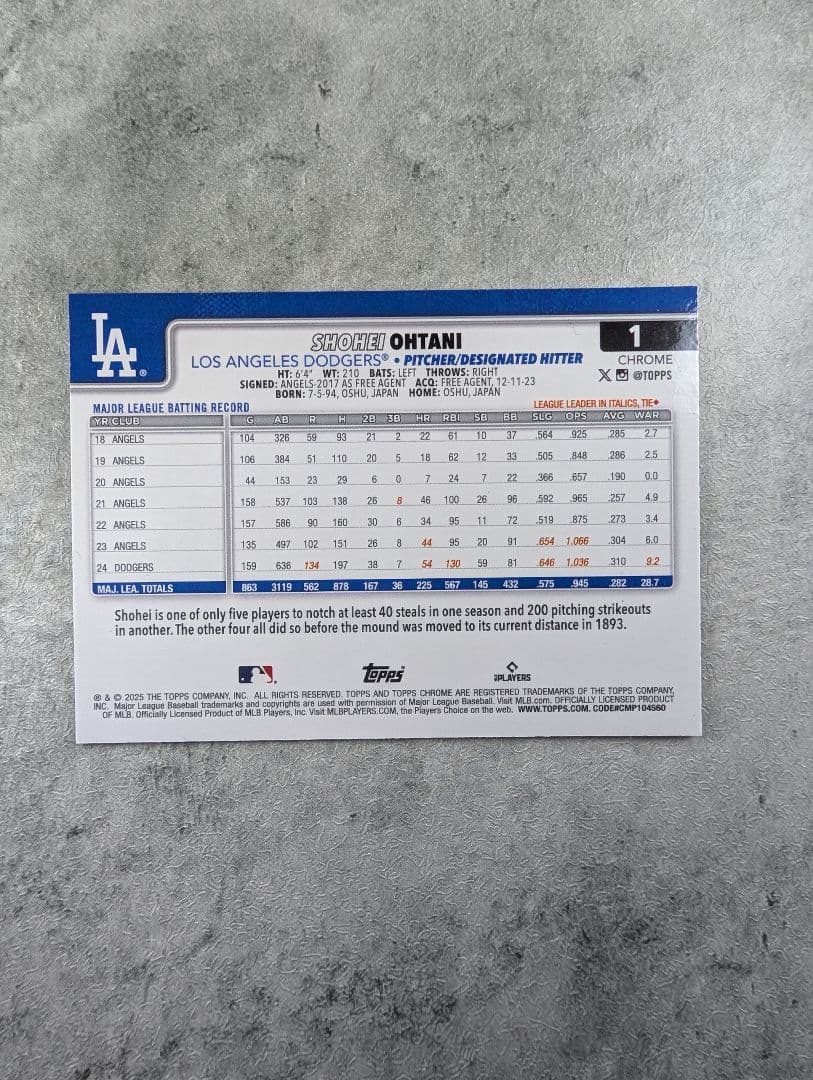 LA ®
SHOHEI OHTANI
1
LOS ANGELES DODGERS® • PITCHER/DESIGNATED HITTER
CHROME
HT: 6'4" WT: 210 BATS: LEFT THROWS: RIGHT
X @TOPPS
SIGNED: ANGELS-2017 AS FREE AGENT ACQ: FREE AGENT, 12-11-23
BORN: 7-5-94, OSHU, JAPAN HOME: OSHU, JAPAN
MAJOR LEAGUE BATTING RECORD LEAGUE LEADER IN ITALICS, TIE♦
YR CLUB G AB R H 2B 3B HR RBI SB BB SLG OPS AVG WAR
18 ANGELS 104 326 59 93 21 2 22 61 10 37 .564 .925 .285 2.7
19 ANGELS 106 384 51 110 20 5 18 62 12 33 .505 .848 .286 2.5
20 ANGELS 44 153 23 29 6 0 7 24 7 22 .366 .657 .190 0.0
21 ANGELS 158 537 103 138 26 8 46 100 26 96 .592 .965 .257 4.9
22 ANGELS 157 586 90 160 30 6 34 95 11 72 .519 .875 .273 3.4
23 ANGELS 135 497 102 151 26 8 44 95 20 91 .654 1.066 .304 6.0
24 DODGERS 159 636 134 197 38 7 54 130 59 81 .646 1.036 .310 9.2
MAJ. LEA. TOTALS 863 3119 562 878 167 36 225 567 145 432 .575 .945 .282 28.7
Shohei is one of only five players to notch at least 40 steals in one season and 200 pitching strikeouts
in another. The other four all did so before the mound was moved to its current distance in 1893.
Topps PLAYERS
® & © 2025 THE TOPPS COMPANY, INC. ALL RIGHTS RESERVED. TOPPS AND TOPPS CHROME ARE REGISTERED TRADEMARKS OF THE TOPPS COMPANY,
INC. Major League Baseball trademarks and copyrights are used with permission of Major League Baseball. Visit MLB.com. OFFICIALLY LICENSED PRODUCT
OF MLB. Officially Licensed Product of MLB Players, Inc. Visit MLBPLAYERS.COM, the Players Choice on the web. WWW.TOPPS.COM. CODE#CMP104560